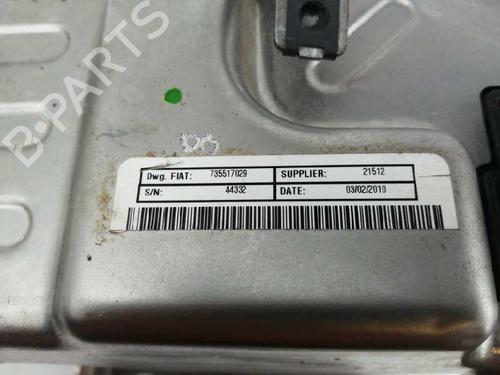 B-PARTS
Dwg. FIAT: 735517029 SUPPLIER: 21512
S/N: 44332 DATE: 03/02/2010